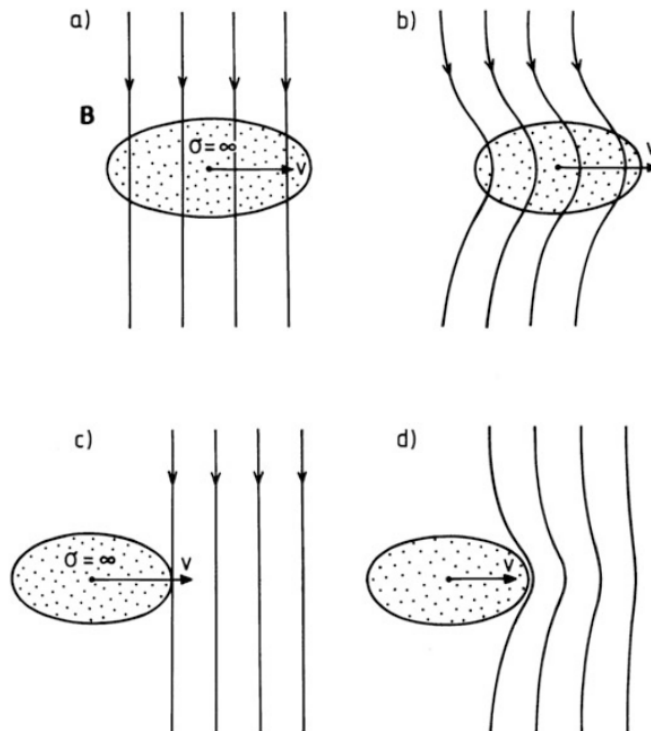 a)
b)
B
σ = ∞
v
v
c)
d)
σ = ∞
v
v